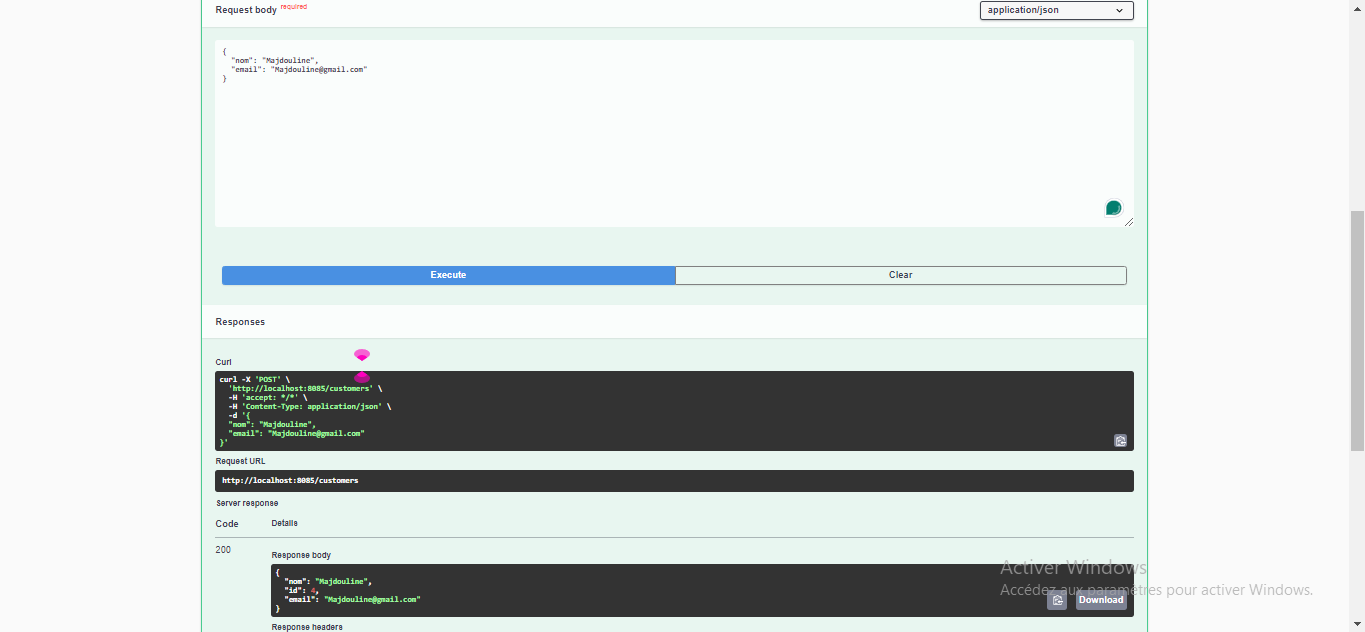 Request body required
application/json
{
"nom": "Majdouline",
"email": "Majdouline@gmail.com"
}
Execute
Clear
Responses
Curl
curl -X 'POST' \
'http://localhost:8085/customers' \
-H 'accept: */*' \
-H 'Content-Type: application/json' \
-d '{
"nom": "Majdouline",
"email": "Majdouline@gmail.com"
}'
Request URL
http://localhost:8085/customers
Server response
Code Details
200
Response body
{
"nom": "Majdouline",
"id": 4,
"email": "Majdouline@gmail.com"
}
Download
Response headers
Activer Windows
Accédez aux paramètres pour activer Windows.